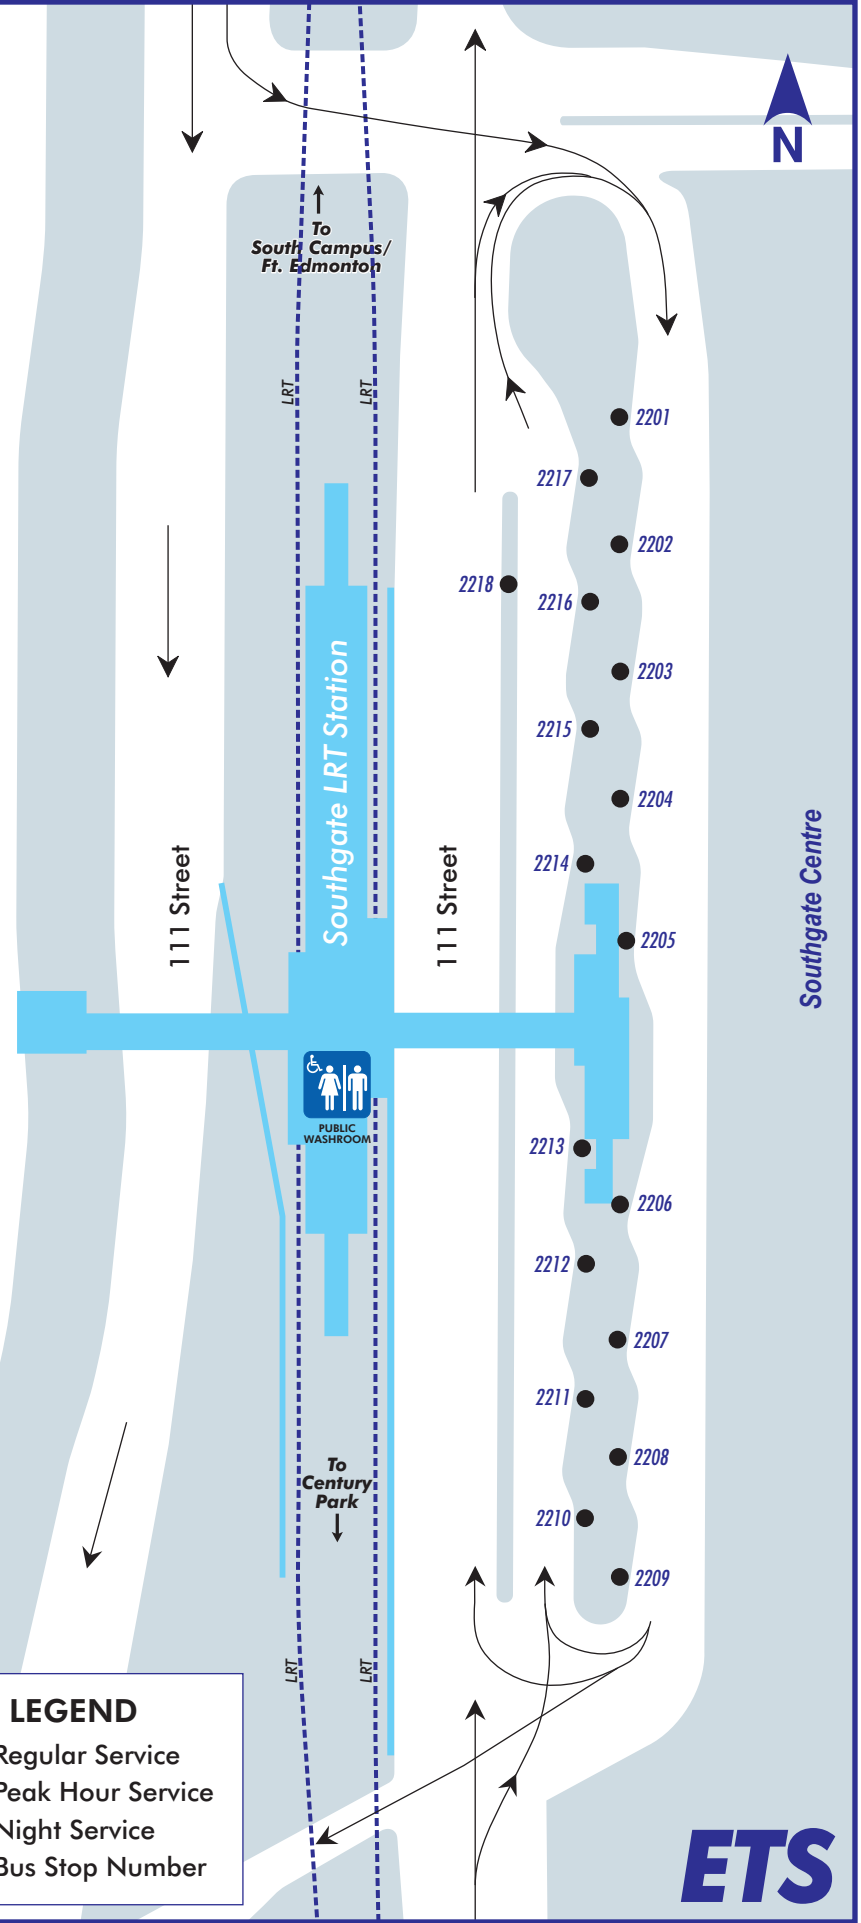 N
To
South Campus/
Ft. Edmonton
LRT
LRT
2201
2217
2202
2218
2216
2203
2215
2204
2214
2205
Southgate LRT Station
111 Street
111 Street
Southgate Centre
PUBLIC
WASHROOM
2213
2206
2212
2207
2211
2208
2210
2209
To
Century
Park
LRT
LRT
LEGEND
Regular Service
Peak Hour Service
Night Service
Bus Stop Number
ETS